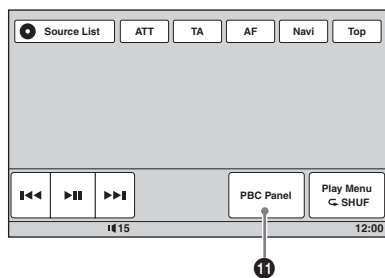 Source List ATT TA AF Navi Top
PBC Panel Play Menu
SHUF
15 12:00
11